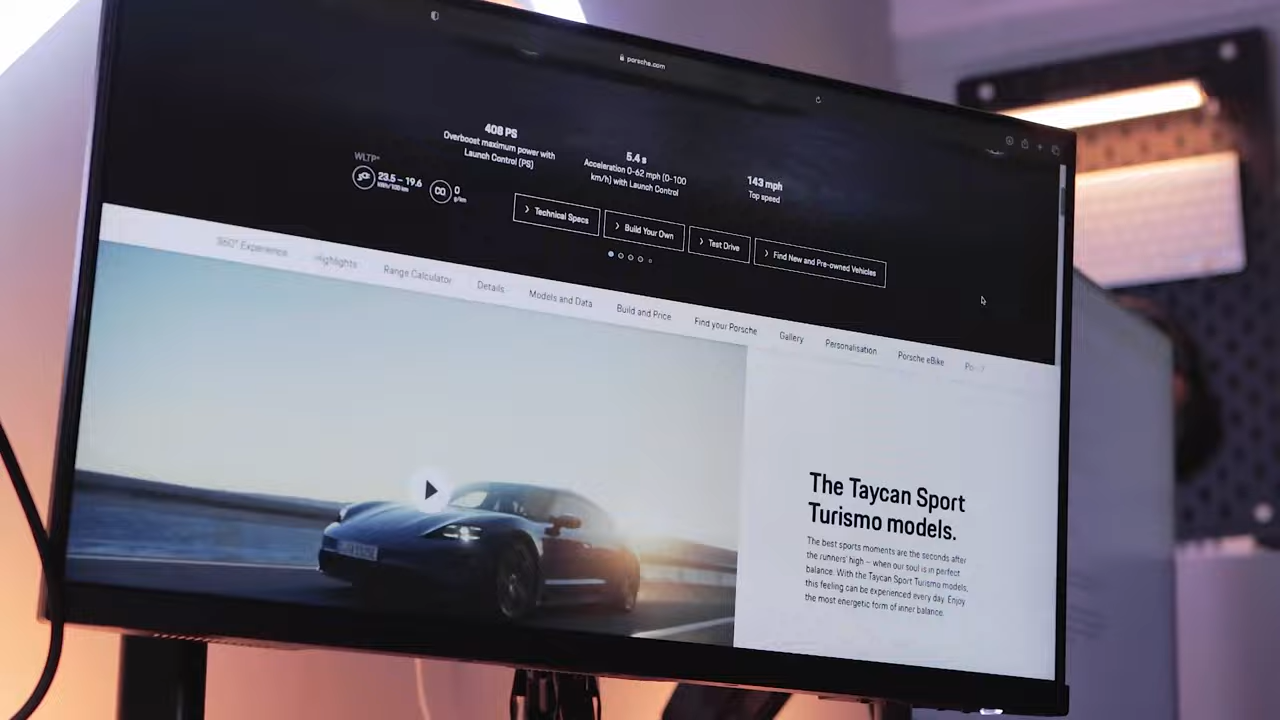 porsche.com
408 PS
Overboost maximum power with
Launch Control (PS)
5.4 s
Acceleration 0-62 mph (0-100
km/h) with Launch Control
143 mph
Top speed
WLTP*
23.5 – 19.6
kWh/100 km
0
g/km
Technical Specs
Build Your Own
Test Drive
Find New and Pre-owned Vehicles
360° Experience
Highlights
Range Calculator
Details
Models and Data
Build and Price
Find your Porsche
Gallery
Personalisation
Porsche eBike
The Taycan Sport
Turismo models.
The best sports moments are the seconds after
the runners' high – when our soul is in perfect
balance. With the Taycan Sport Turismo models,
this feeling can be experienced every day. Enjoy
the most energetic form of inner balance.